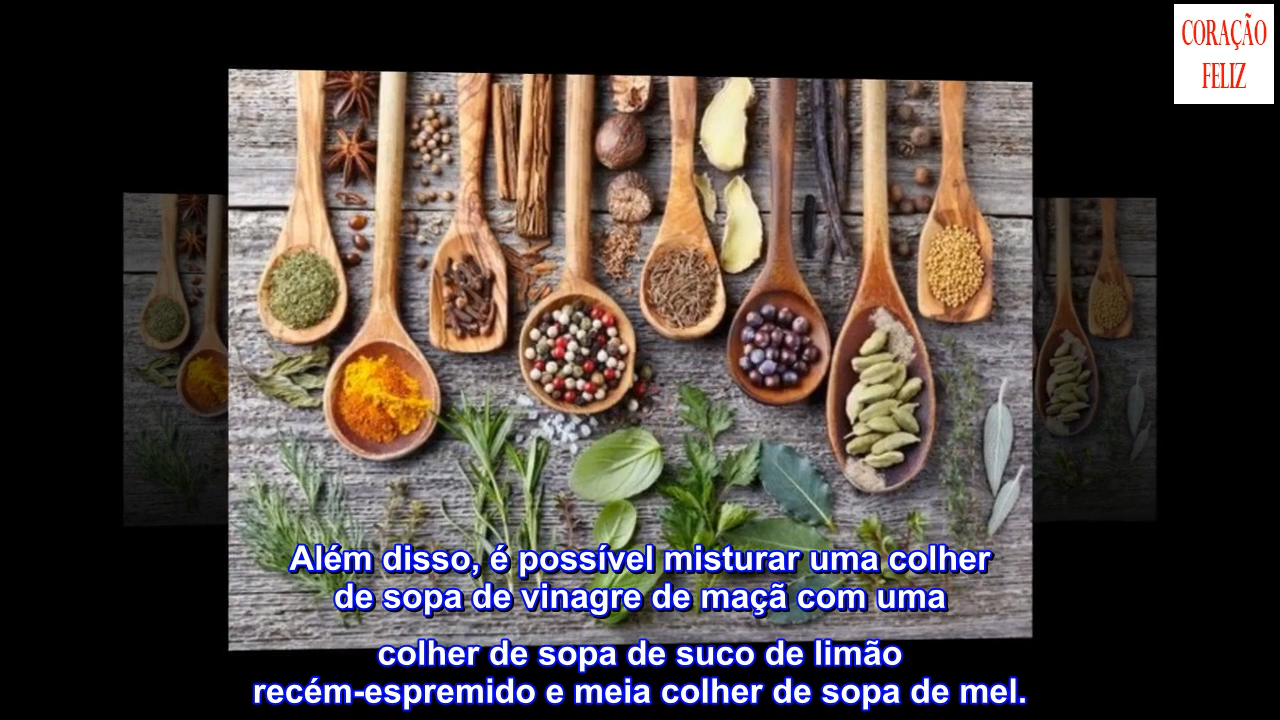 CORAÇÃO
FELIZ
Além disso, é possível misturar uma colher
de sopa de vinagre de maçã com uma
colher de sopa de suco de limão
recém-espremido e meia colher de sopa de mel.